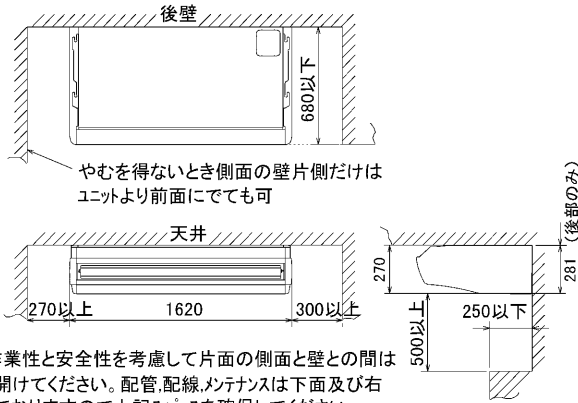 後壁
680以下
やむを得ないとき側面の壁片側だけは
ユニットより前面にでても可
天井
270以上
1620
300以上
270
500以上
250以下
281
(後部のみ)
業性と安全性を考慮して片面の側面と壁との間は
開けてください。配管,配線,メンテナンスは下面及び右